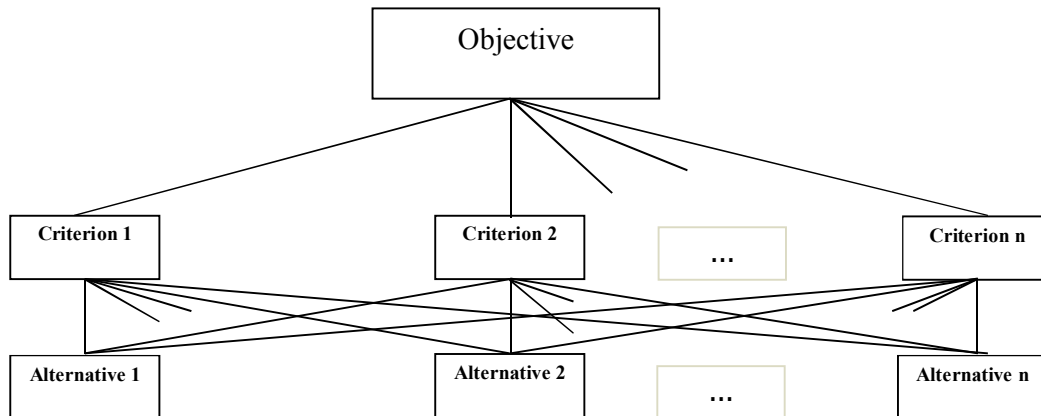 Objective
Criterion 1
Criterion 2
...
Criterion n
Alternative 1
Alternative 2
...
Alternative n